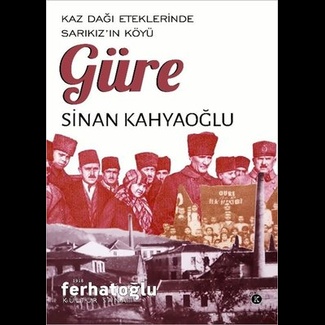 KAZ DAĞI ETEKLERİNDE
SARIKIZ'IN KÖYÜ
Güre
SİNAN KAHYAOĞLU
ferhatoğlu
K